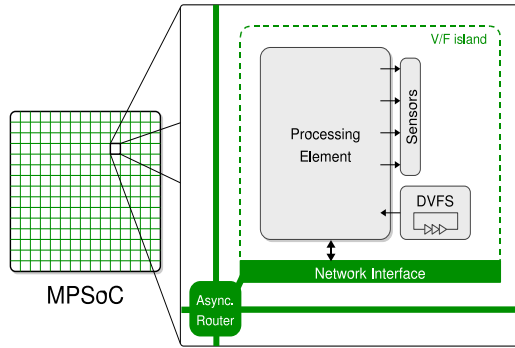 V/F island
Processing
Element
Sensors
DVFS
Network Interface
MPSoC
Async.
Router